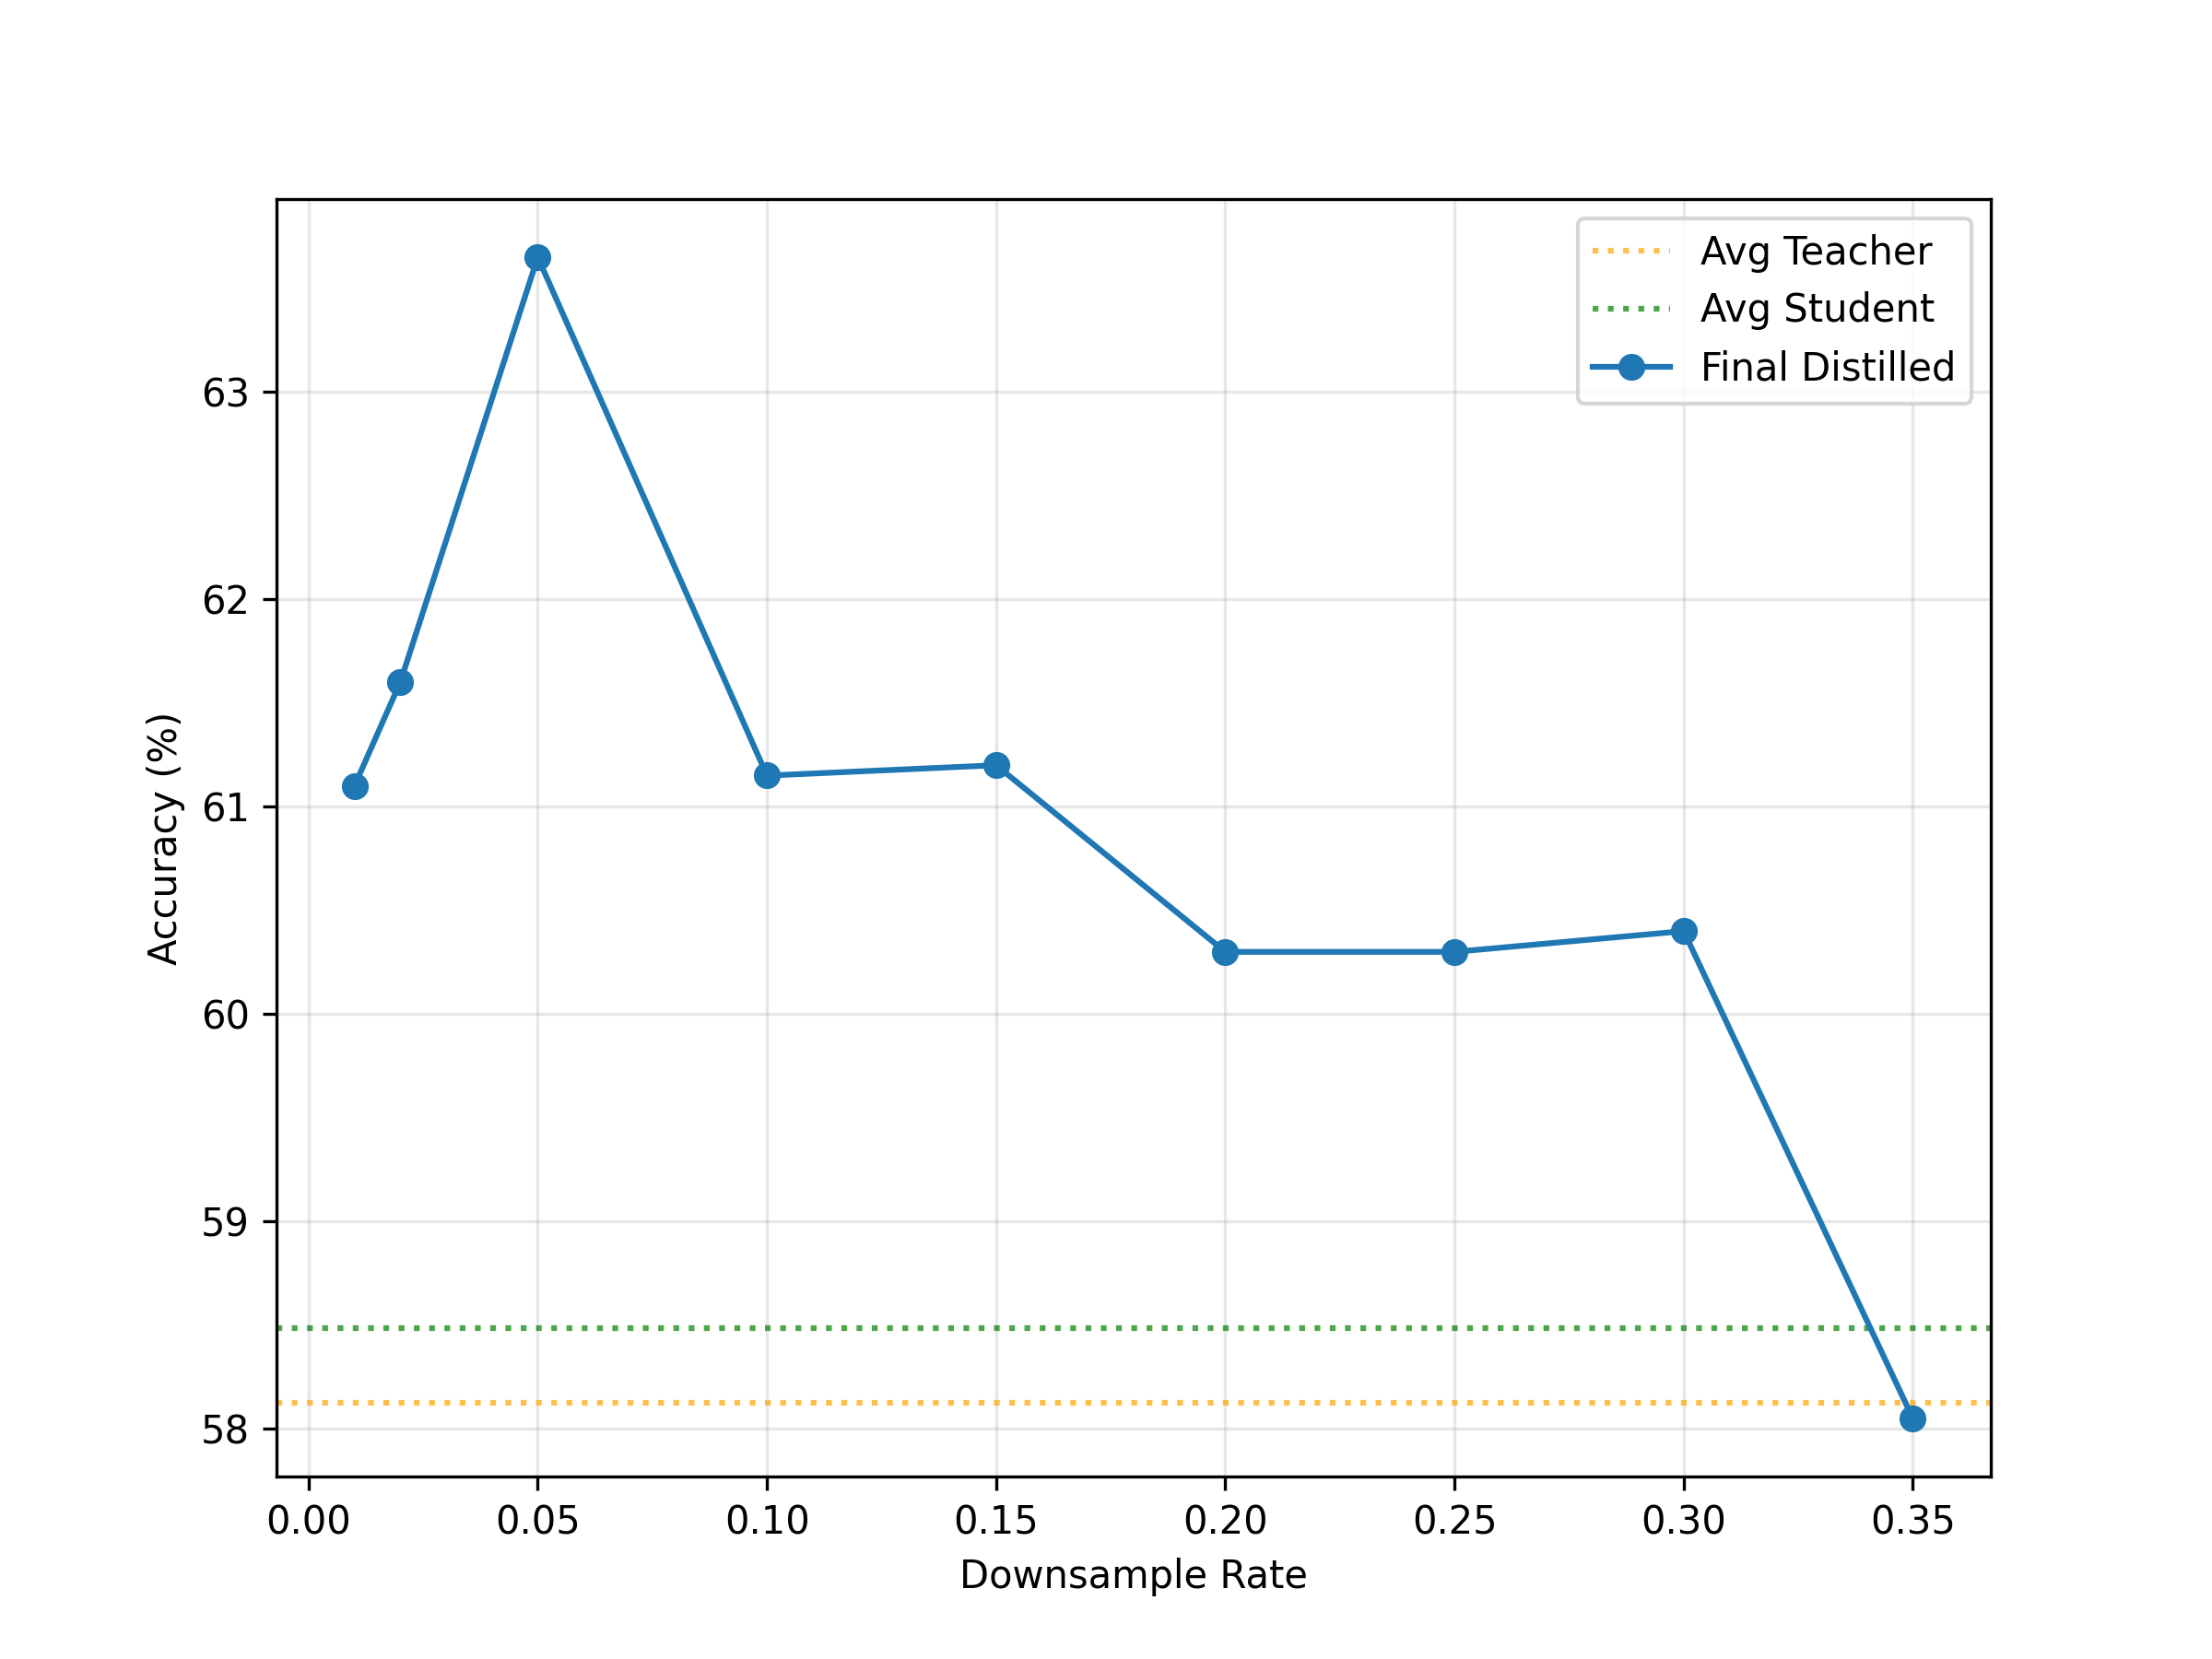 Avg Teacher
Avg Student
Final Distilled
63
62
61
60
59
58
Accuracy (%)
0.00 0.05 0.10 0.15 0.20 0.25 0.30 0.35
Downsample Rate